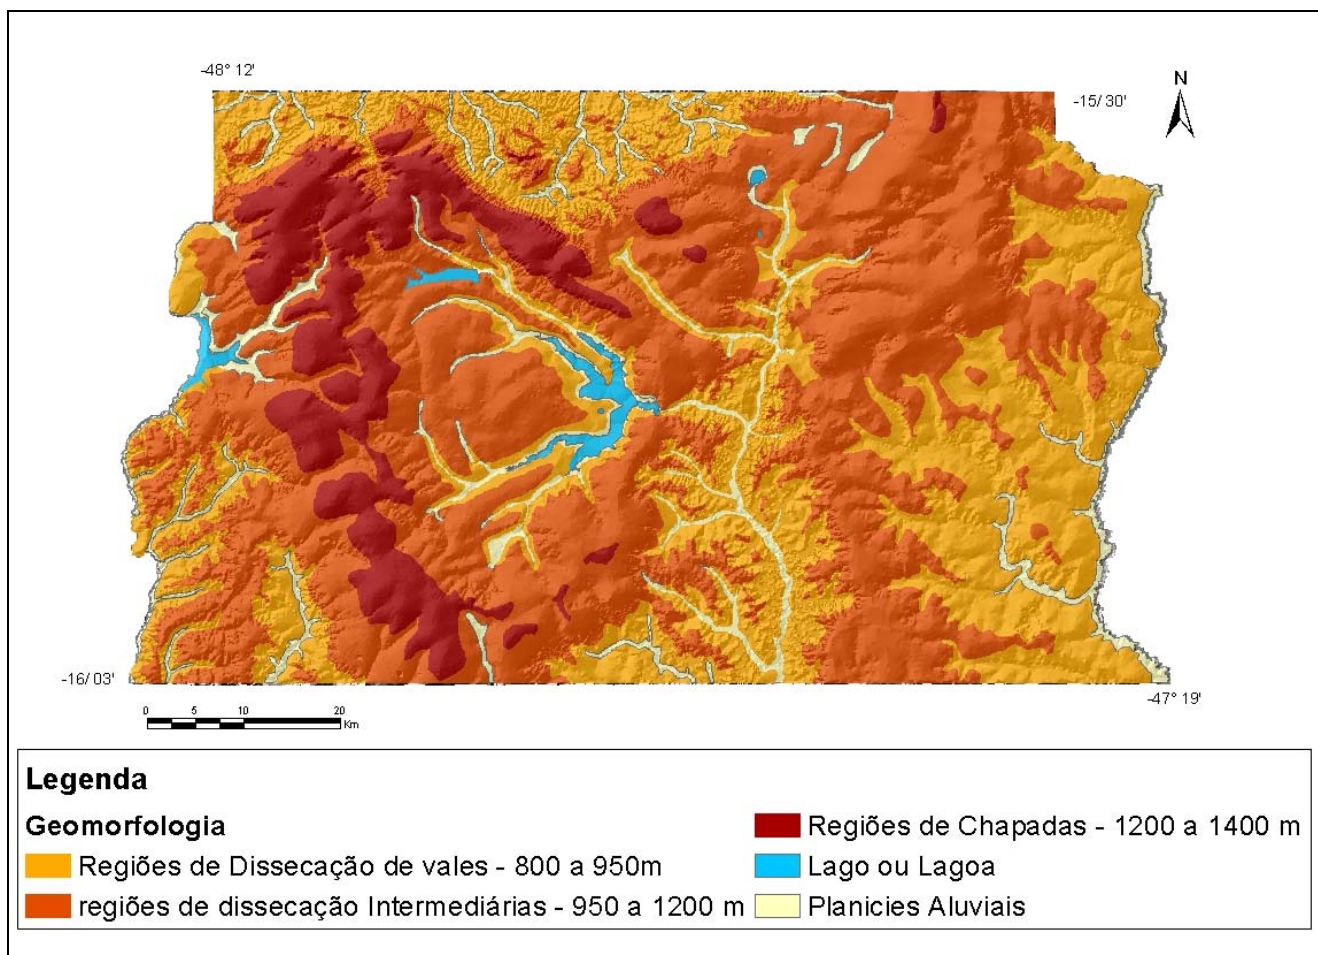 -48° 12'
N
-15/ 30'
-16/ 03'
-47° 19'
0 5 10 20
Km
Legenda
Geomorfologia
Regiões de Dissecação de vales - 800 a 950m
regiões de dissecação Intermediárias - 950 a 1200 m
Regiões de Chapadas - 1200 a 1400 m
Lago ou Lagoa
Planicies Aluviais